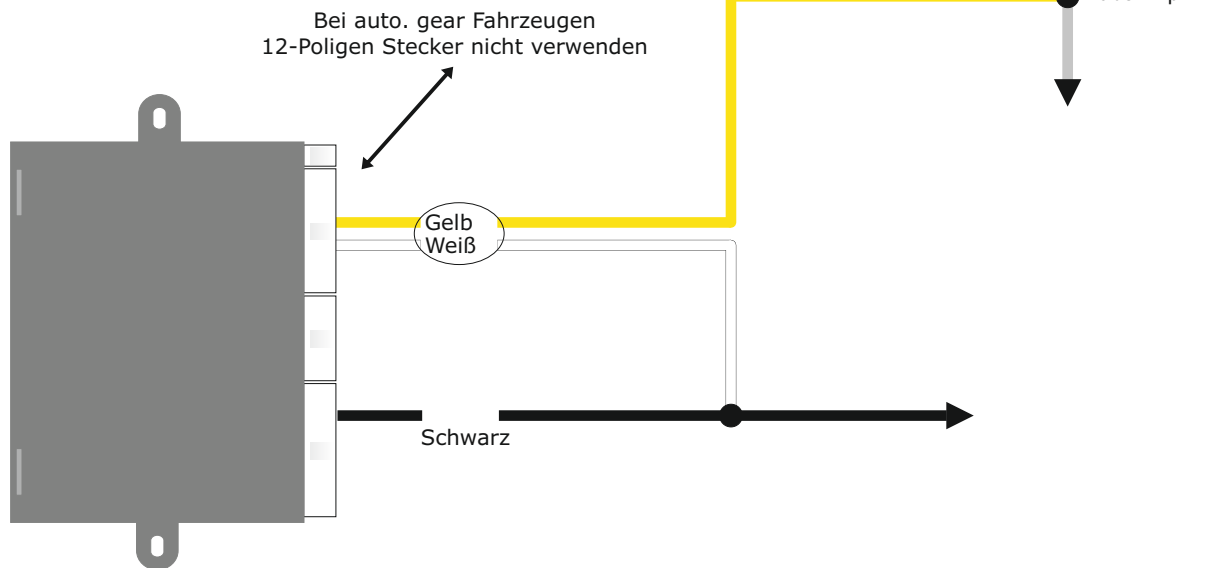 Bei auto. gear Fahrzeugen
12-Poligen Stecker nicht verwenden
Gelb
Weiß
Schwarz